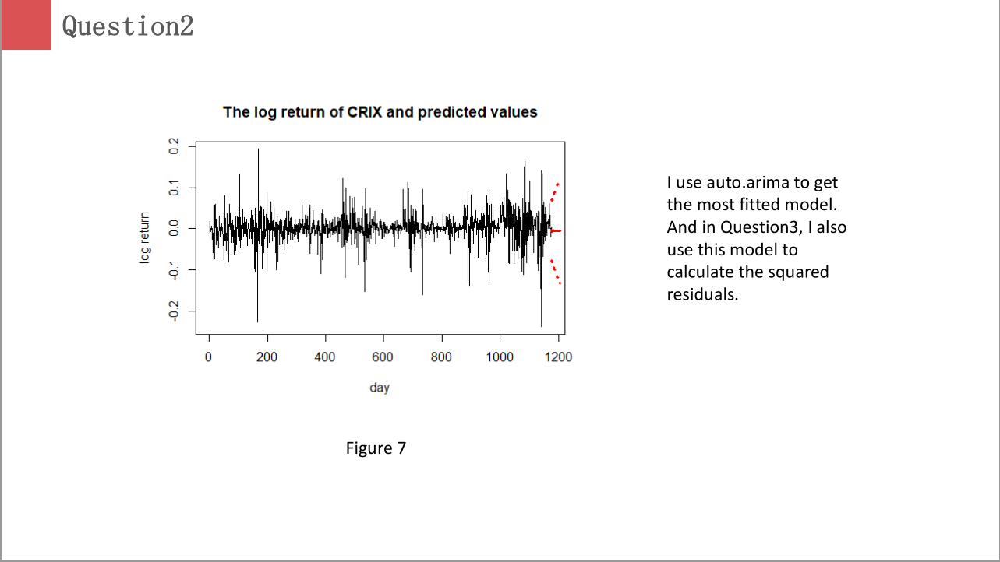 Question2
The log return of CRIX and predicted values
0.2
0.1
0.0
-0.1
-0.2
log return
0 200 400 600 800 1000 1200
day
Figure 7
I use auto.arima to get
the most fitted model.
And in Question3, I also
use this model to
calculate the squared
residuals.